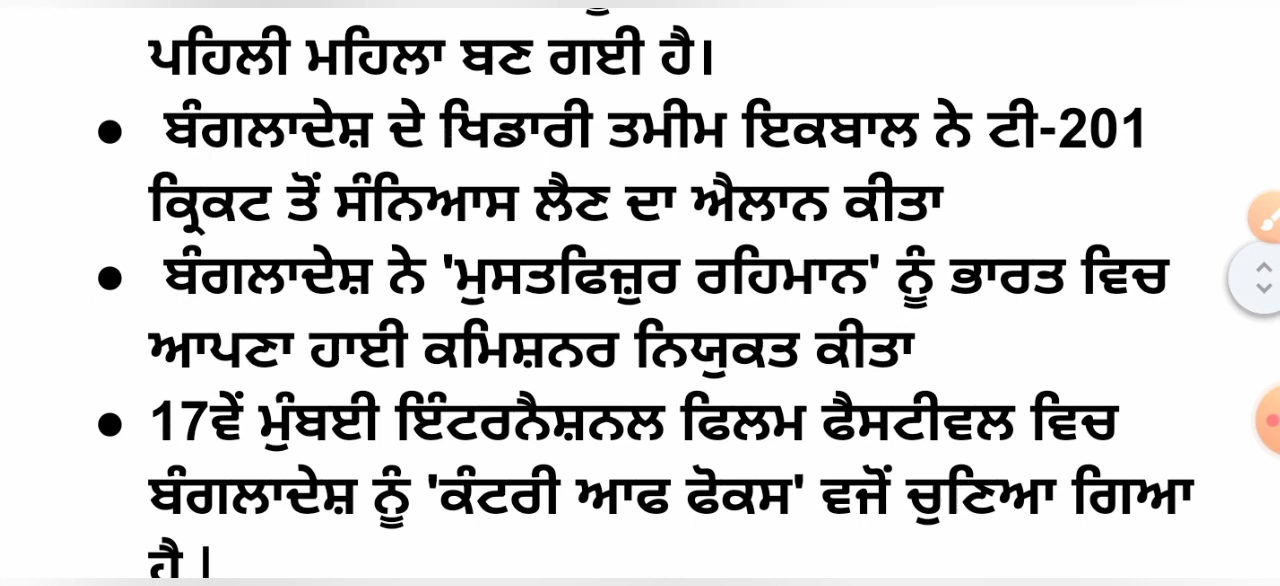 ਪਹਿਲੀ ਮਹਿਲਾ ਬਣ ਗਈ ਹੈ।
● ਬੰਗਲਾਦੇਸ਼ ਦੇ ਖਿਡਾਰੀ ਤਮੀਮ ਇਕਬਾਲ ਨੇ ਟੀ-201
ਕ੍ਰਿਕਟ ਤੋਂ ਸੰਨਿਆਸ ਲੈਣ ਦਾ ਐਲਾਨ ਕੀਤਾ
● ਬੰਗਲਾਦੇਸ਼ ਨੇ 'ਮੁਸਤਫਿਜ਼ੁਰ ਰਹਿਮਾਨ' ਨੂੰ ਭਾਰਤ ਵਿਚ
ਆਪਣਾ ਹਾਈ ਕਮਿਸ਼ਨਰ ਨਿਯੁਕਤ ਕੀਤਾ
● 17ਵੇਂ ਮੁੰਬਈ ਇੰਟਰਨੈਸ਼ਨਲ ਫਿਲਮ ਫੈਸਟੀਵਲ ਵਿਚ
ਬੰਗਲਾਦੇਸ਼ ਨੂੰ 'ਕੰਟਰੀ ਆਫ ਫੋਕਸ' ਵਜੋਂ ਚੁਣਿਆ ਗਿਆ
ਹੈ |